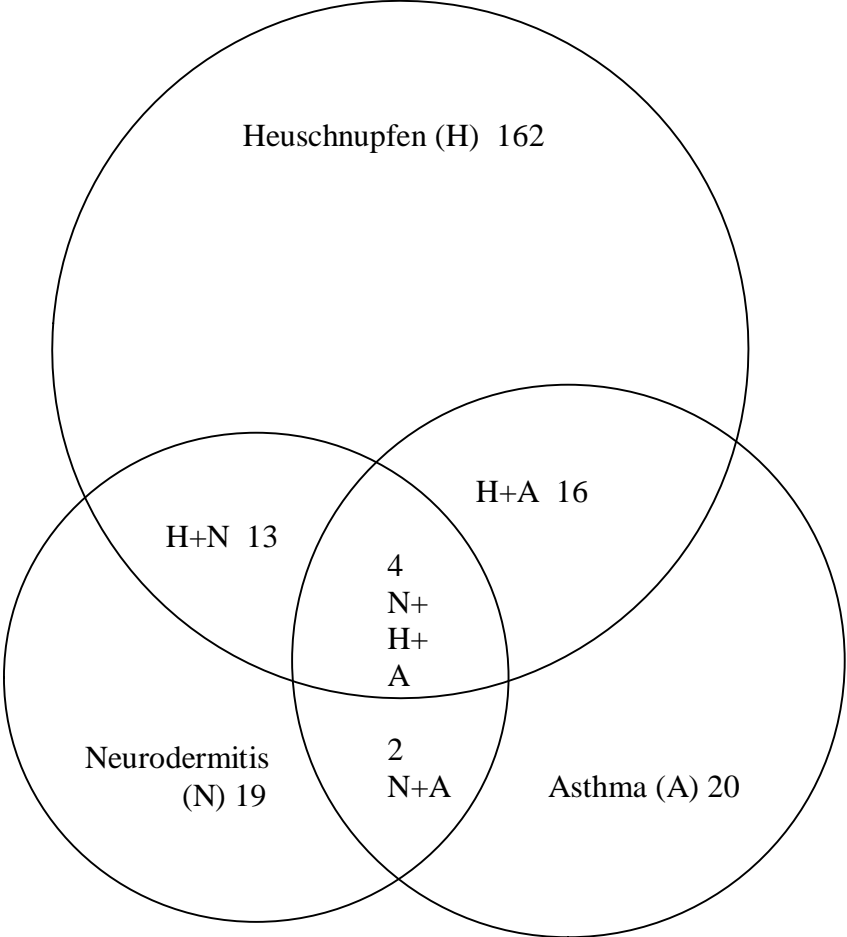 Heuschnupfen (H) 162
H+A 16
H+N 13
4
N+
H+
A
2
N+A
Neurodermitis
(N) 19
Asthma (A) 20